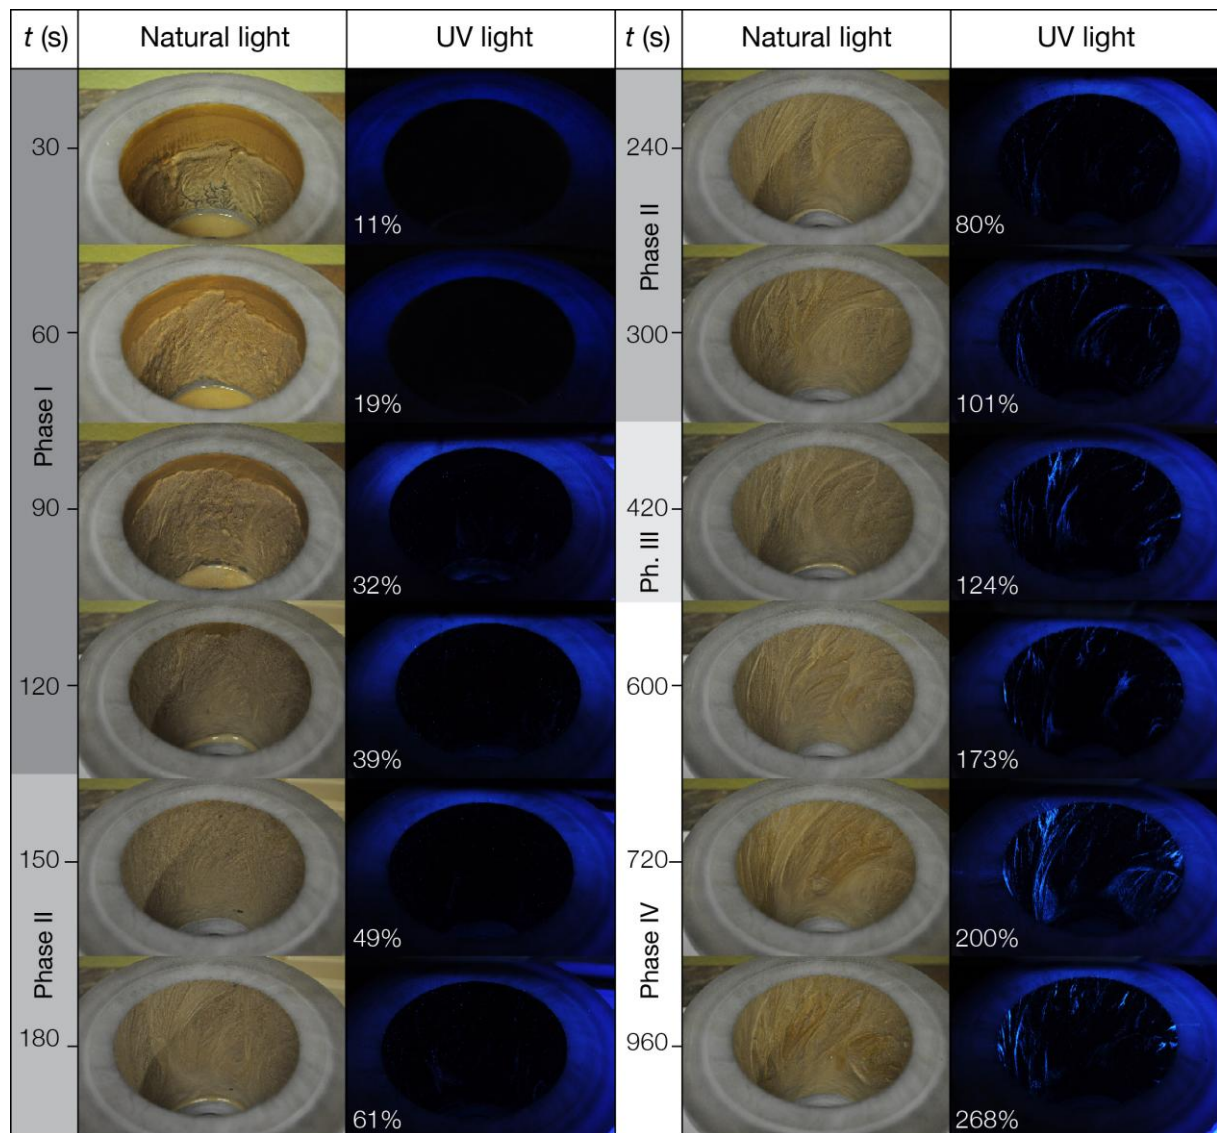 t (s) Natural light UV light t (s) Natural light UV light
Phase I
30 11%
60 19%
90 32%
120 39%
Phase II
150 49%
180 61%
Phase II
240 80%
300 101%
Ph. III
420 124%
Phase IV
600 173%
720 200%
960 268%